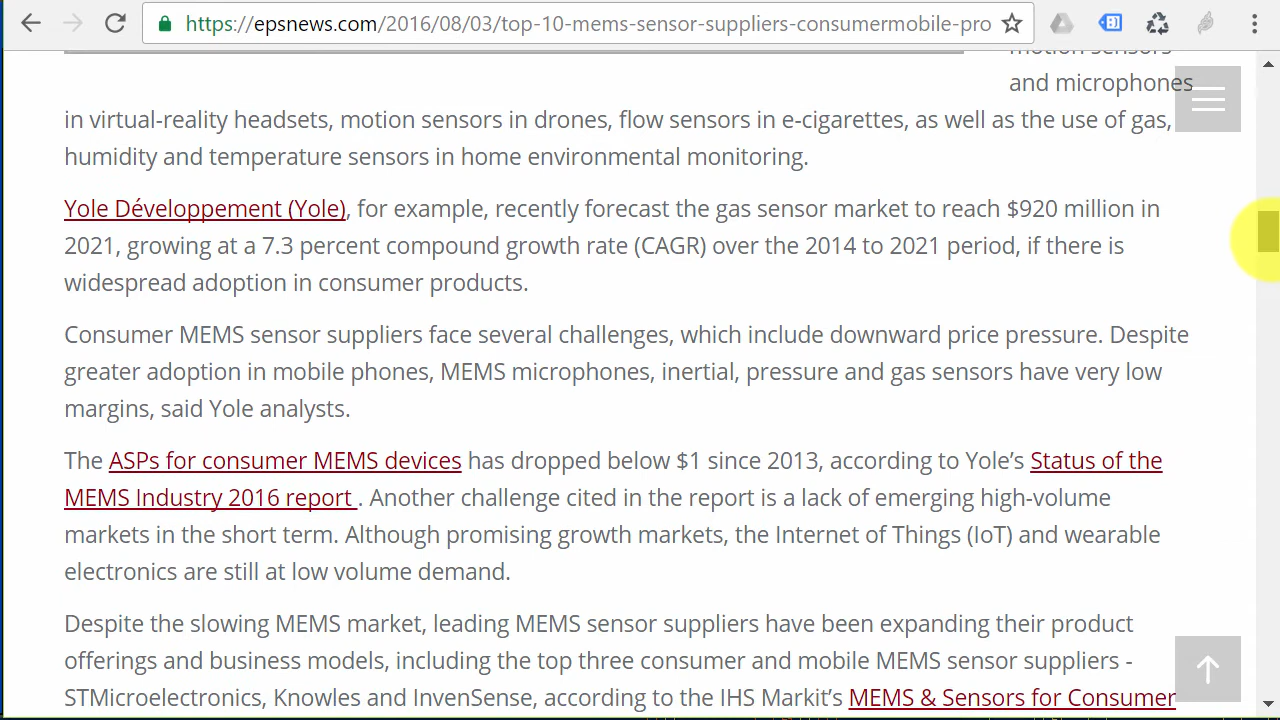 https://epsnews.com/2016/08/03/top-10-mems-sensor-suppliers-consumermobile-pro
motion sensors
and microphones
in virtual-reality headsets, motion sensors in drones, flow sensors in e-cigarettes, as well as the use of gas,
humidity and temperature sensors in home environmental monitoring.
Yole Développement (Yole), for example, recently forecast the gas sensor market to reach $920 million in
2021, growing at a 7.3 percent compound growth rate (CAGR) over the 2014 to 2021 period, if there is
widespread adoption in consumer products.
Consumer MEMS sensor suppliers face several challenges, which include downward price pressure. Despite
greater adoption in mobile phones, MEMS microphones, inertial, pressure and gas sensors have very low
margins, said Yole analysts.
The ASPs for consumer MEMS devices has dropped below $1 since 2013, according to Yole’s Status of the
MEMS Industry 2016 report . Another challenge cited in the report is a lack of emerging high-volume
markets in the short term. Although promising growth markets, the Internet of Things (IoT) and wearable
electronics are still at low volume demand.
Despite the slowing MEMS market, leading MEMS sensor suppliers have been expanding their product
offerings and business models, including the top three consumer and mobile MEMS sensor suppliers -
STMicroelectronics, Knowles and InvenSense, according to the IHS Markit’s MEMS & Sensors for Consumer